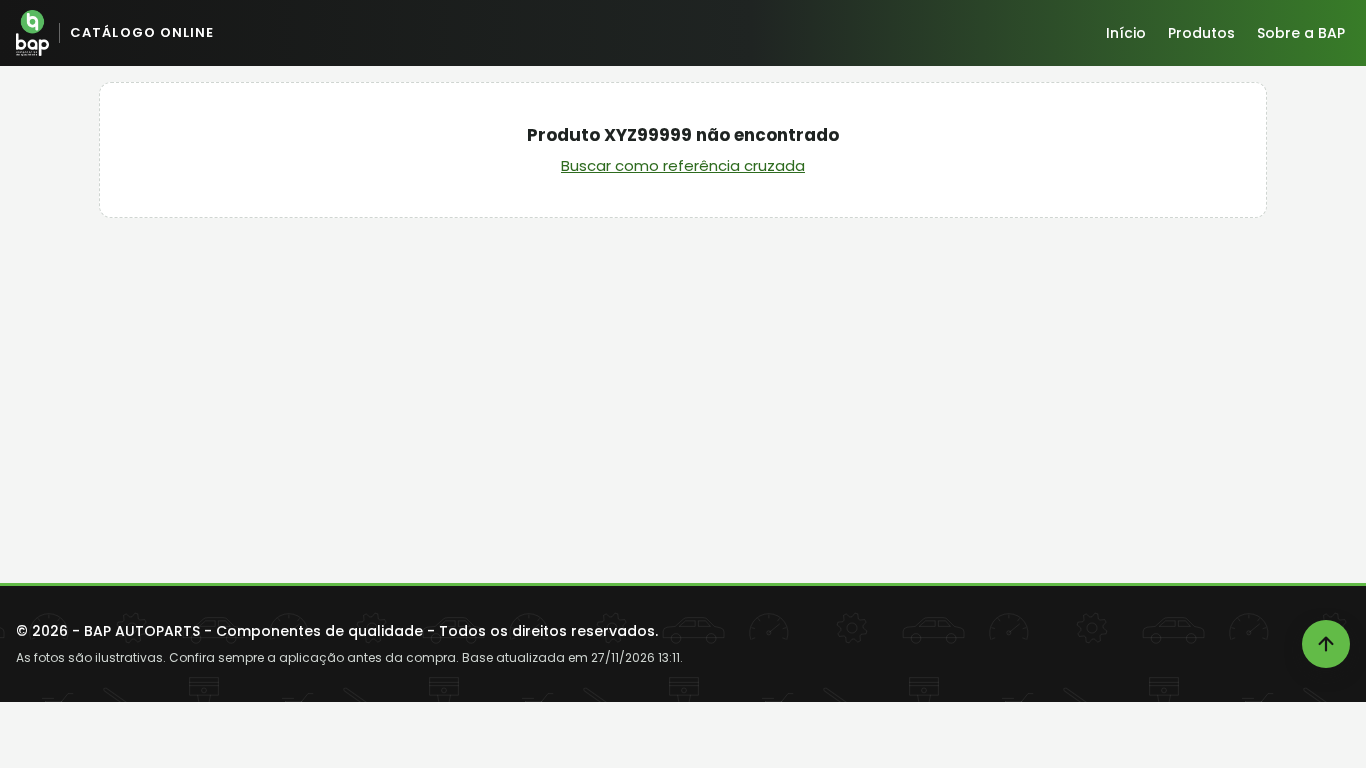 bap
CATÁLOGO ONLINE
Início
Produtos
Sobre a BAP
Produto XYZ99999 não encontrado
Buscar como referência cruzada
© 2026 - BAP AUTOPARTS - Componentes de qualidade - Todos os direitos reservados.
As fotos são ilustrativas. Confira sempre a aplicação antes da compra. Base atualizada em 27/11/2026 13:11.